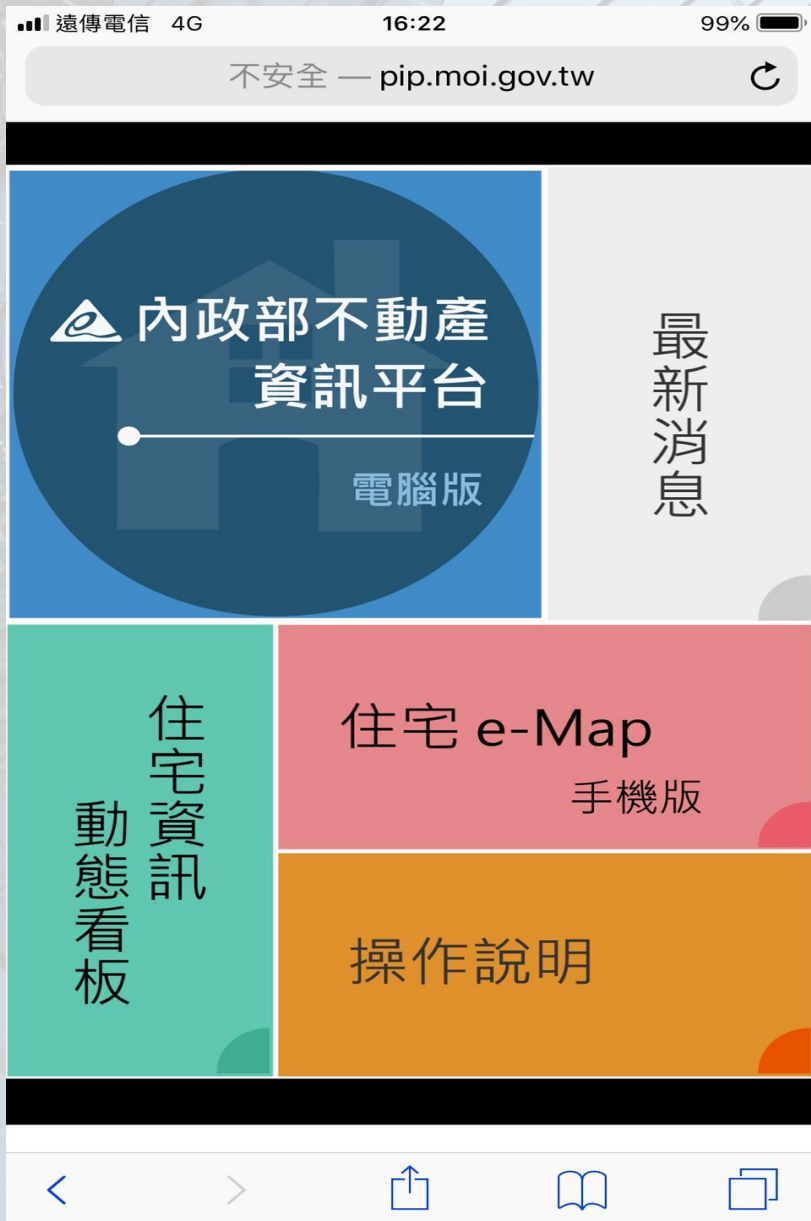 遠傳電信 4G 16:22 99%
不安全 — pip.moi.gov.tw
內政部不動產
資訊平台
電腦版
最新消息
住宅資訊
動態看板
住宅 e-Map
手機版
操作說明